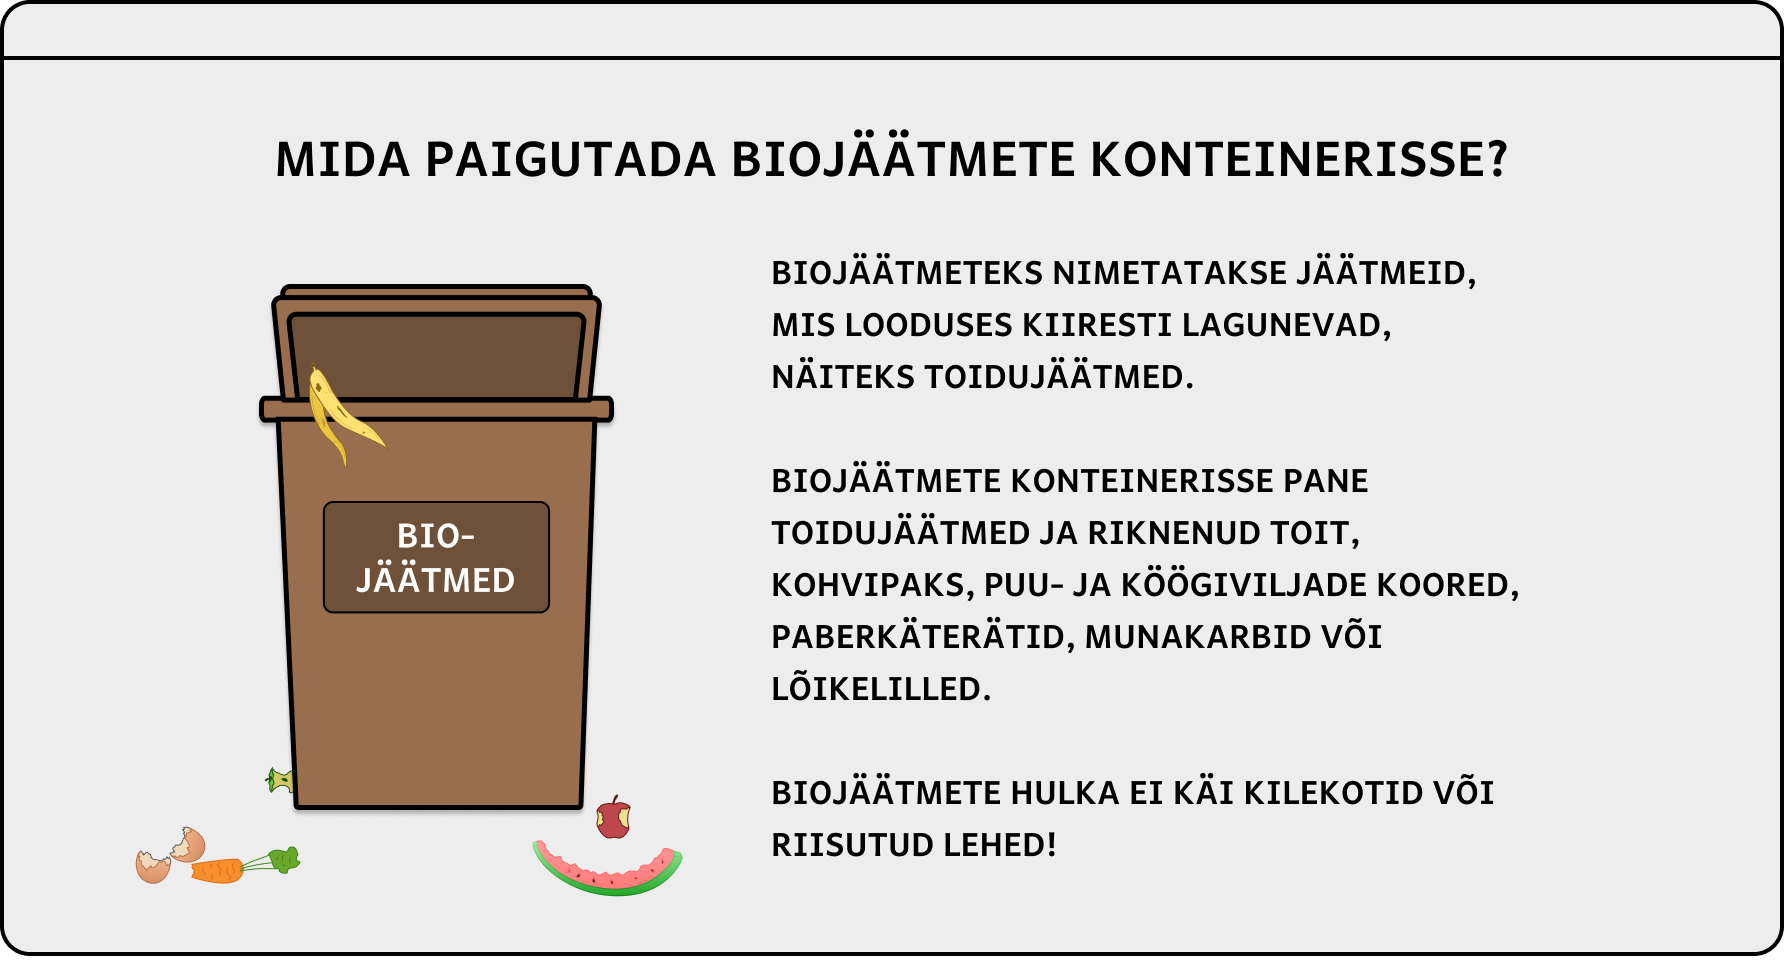 MIDA PAIGUTADA BIOJÄÄTMETE KONTEINERISSE?
BIOJÄÄTMETEKS NIMETATAKSE JÄÄTMEID,
MIS LOODUSES KIIRESTI LAGUNEVAD,
NÄITEKS TOIDUJÄÄTMED.
BIOJÄÄTMETE KONTEINERISSE PANE
TOIDUJÄÄTMED JA RIKNENUD TOIT,
KOHVIPAKS, PUU- JA KÖÖGIVILJADE KOORED,
PABERKÄTERÄTID, MUNAKARBID VÕI
LÕIKELILLED.
BIOJÄÄTMETE HULKA EI KÄI KILEKOTID VÕI
RIISUTUD LEHED!
BIO-
JÄÄTMED